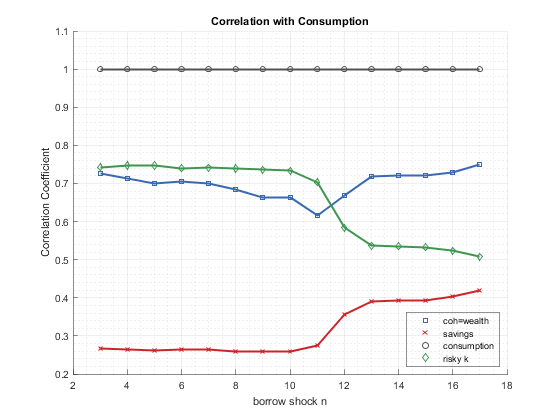 Correlation with Consumption
1.1
1
0.9
0.8
0.7
0.6
0.5
0.4
0.3
0.2
Correlation Coefficient
2 4 6 8 10 12 14 16 18
borrow shock n
coh=wealth
savings
consumption
risky k